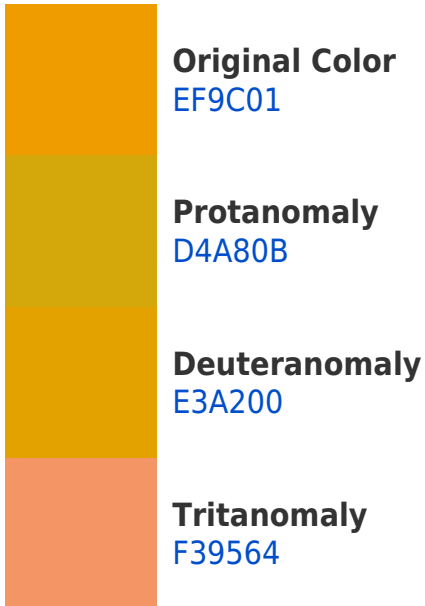 Original Color
EF9C01
Protanomaly
D4A80B
Deuteranomaly
E3A200
Tritanomaly
F39564